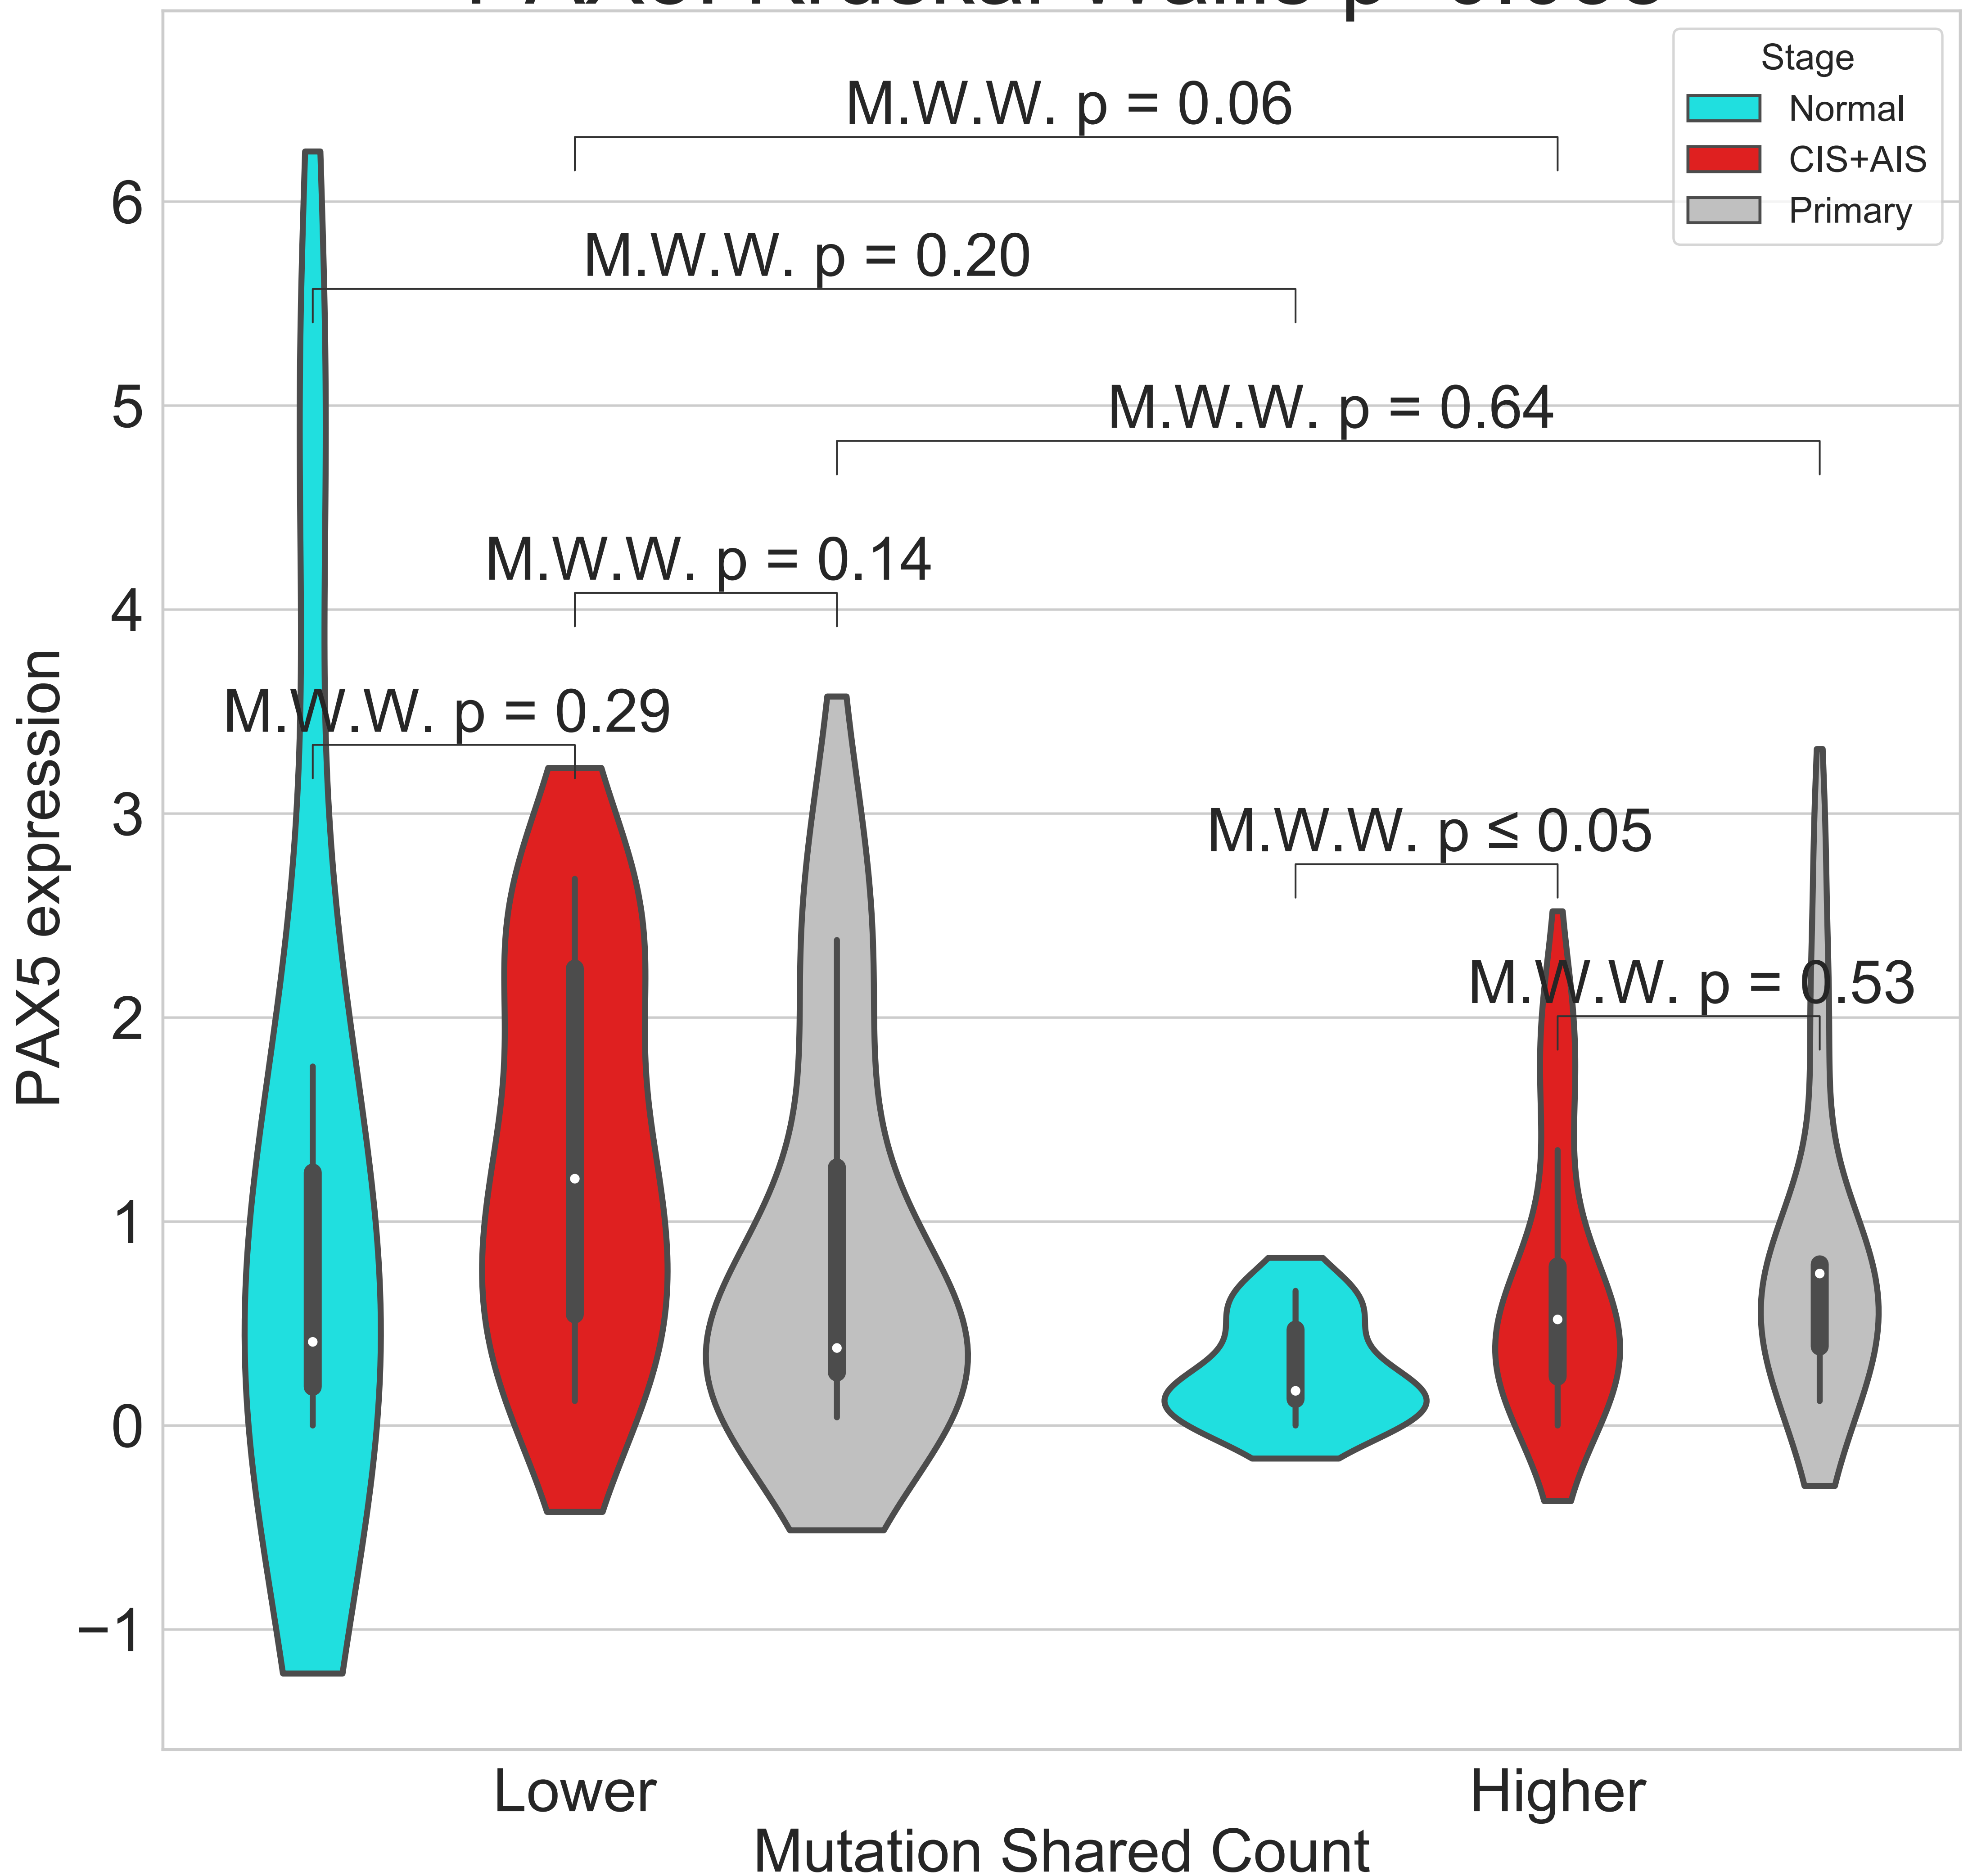 Stage
Normal
CIS+AIS
Primary
M.W.W. p = 0.06
M.W.W. p = 0.20
M.W.W. p = 0.64
M.W.W. p = 0.14
M.W.W. p = 0.29
M.W.W. p ≤ 0.05
M.W.W. p = 0.53
6
5
4
3
2
1
0
−1
PAX5 expression
Lower
Higher
Mutation Shared Count